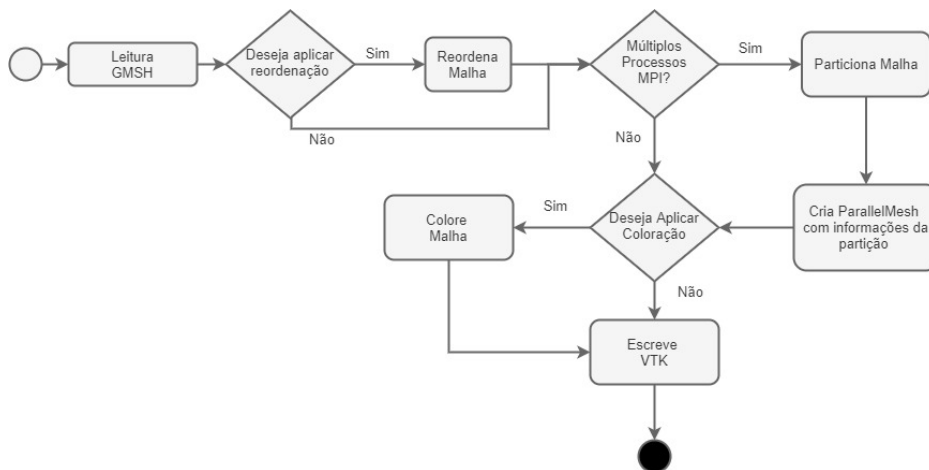 Leitura
GMSH
Deseja aplicar
reordenação
Sim
Reordena
Malha
Não
Múltiplos
Processos
MPI?
Sim
Particiona Malha
Não
Cria ParallelMesh
com informações da
partição
Deseja Aplicar
Coloração
Sim
Colore
Malha
Não
Escreve
VTK